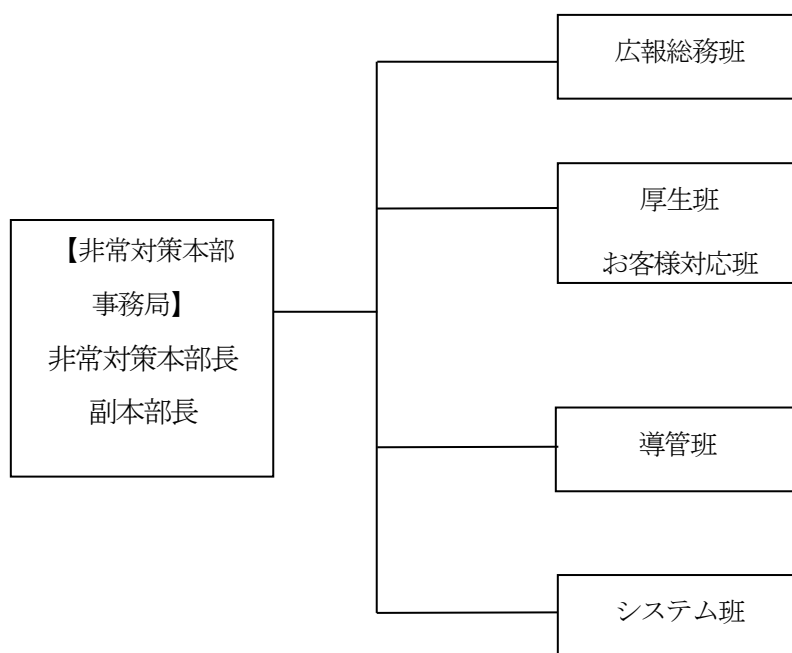 【非常対策本部
事務局】
非常対策本部長
副本部長
広報総務班
厚生班
お客様対応班
導管班
システム班